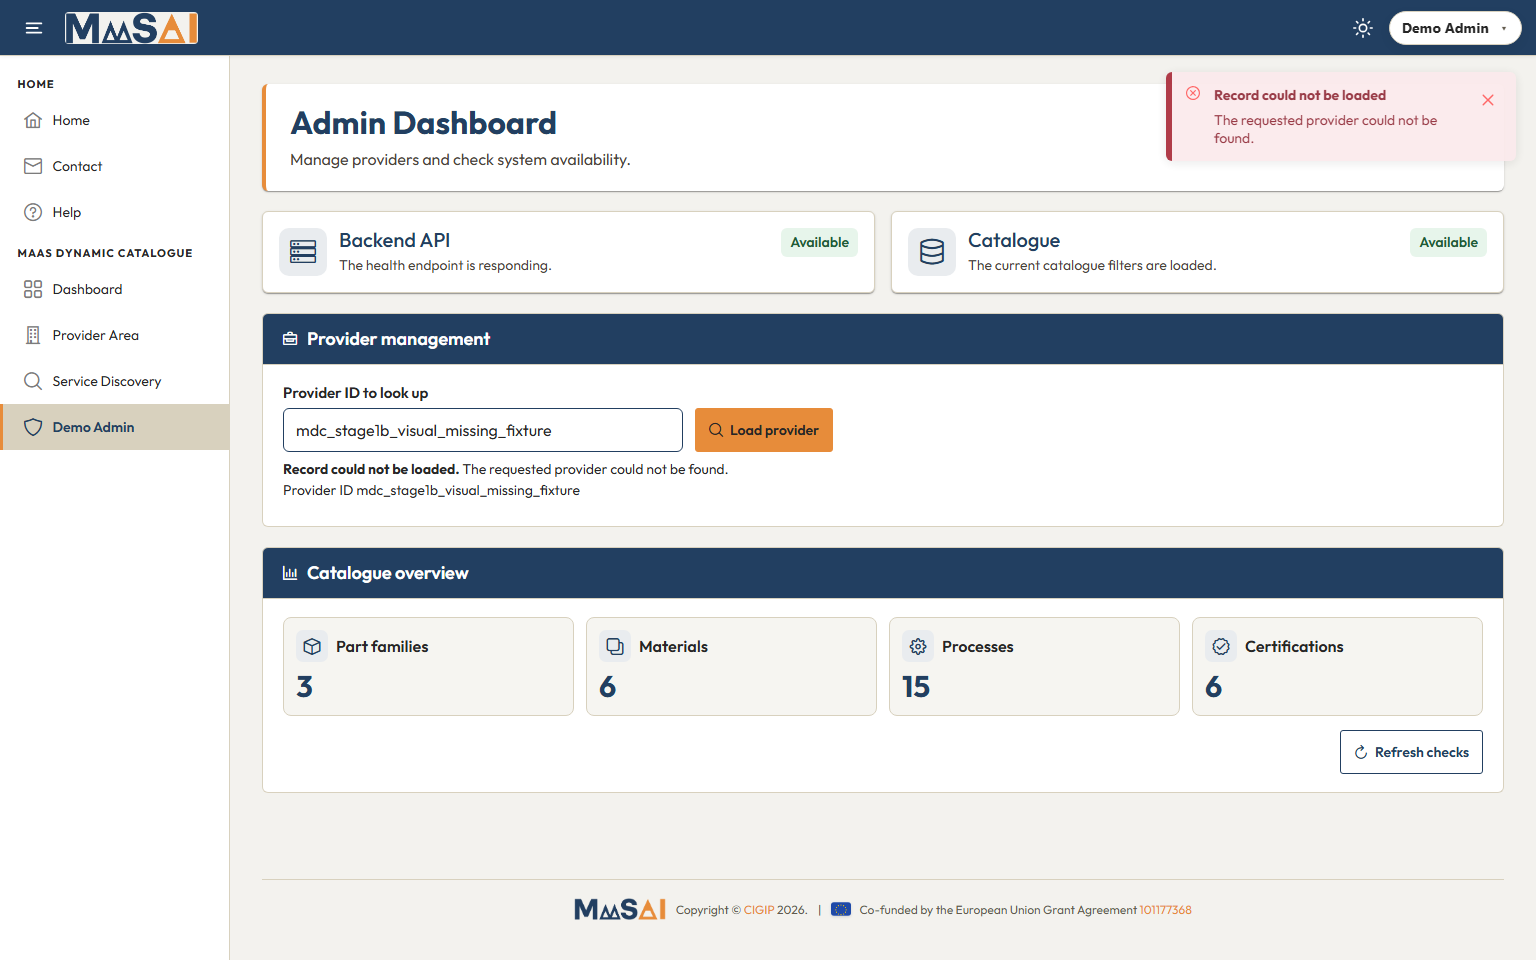 MAASAI
Demo Admin
HOME
Home
Contact
Help
MAAS DYNAMIC CATALOGUE
Dashboard
Provider Area
Service Discovery
Demo Admin
Record could not be loaded
The requested provider could not be
found.
Admin Dashboard
Manage providers and check system availability.
Backend API
Available
The health endpoint is responding.
Catalogue
Available
The current catalogue filters are loaded.
Provider management
Provider ID to look up
mdc_stage1b_visual_missing_fixture
Load provider
Record could not be loaded. The requested provider could not be found.
Provider ID mdc_stage1b_visual_missing_fixture
Catalogue overview
Part families
3
Materials
6
Processes
15
Certifications
6
Refresh checks
MAASAI Copyright © CIGIP 2026. | Co-funded by the European Union Grant Agreement 101177368